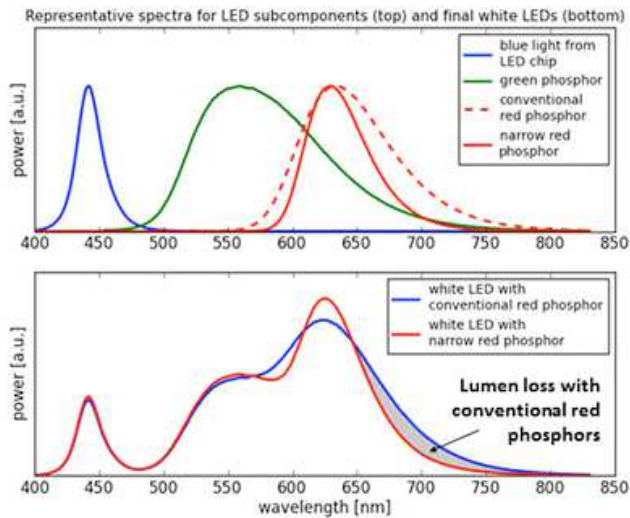 Representative spectra for LED subcomponents (top) and final white LEDs (bottom)
power [a.u.]
blue light from
LED chip
green phosphor
conventional
red phosphor
narrow red
phosphor
400 450 500 550 600 650 700 750 800 850
power [a.u.]
white LED with
conventional red phosphor
white LED with
narrow red phosphor
Lumen loss with
conventional red
phosphors
400 450 500 550 600 650 700 750 800 850
wavelength [nm]